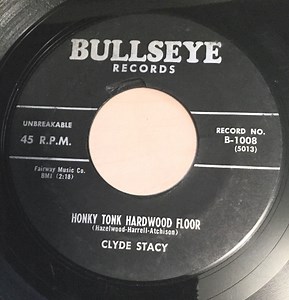 BULLSEYE
RECORDS
UNBREAKABLE
45 R.P.M.
RECORD NO.
B-1008
(5013)
Fairway Music Co.
BMI (2:18)
HONKY TONK HARDWOOD FLOOR
(Hazelwood-Harrell-Atchison)
CLYDE STACY